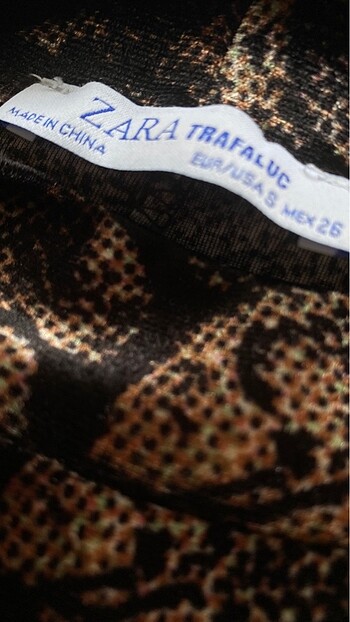 ZARA TRAFALUC
MADE IN CHINA
EUR/USA S MEX 26